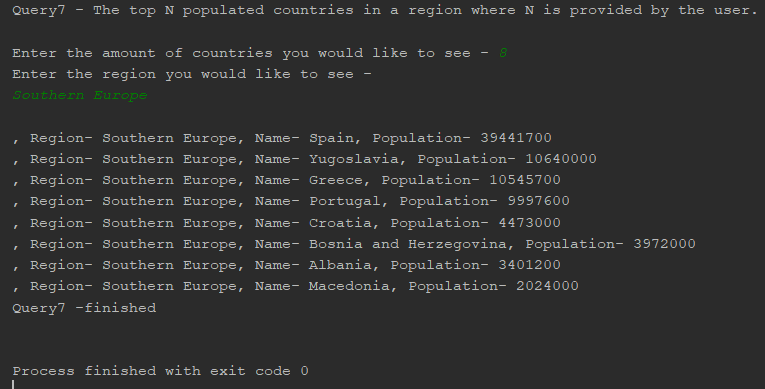 Query7 - The top N populated countries in a region where N is provided by the user.
Enter the amount of countries you would like to see - 8
Enter the region you would like to see -
Southern Europe
, Region- Southern Europe, Name- Spain, Population- 39441700
, Region- Southern Europe, Name- Yugoslavia, Population- 10640000
, Region- Southern Europe, Name- Greece, Population- 10545700
, Region- Southern Europe, Name- Portugal, Population- 9997600
, Region- Southern Europe, Name- Croatia, Population- 4473000
, Region- Southern Europe, Name- Bosnia and Herzegovina, Population- 3972000
, Region- Southern Europe, Name- Albania, Population- 3401200
, Region- Southern Europe, Name- Macedonia, Population- 2024000
Query7 -finished
Process finished with exit code 0